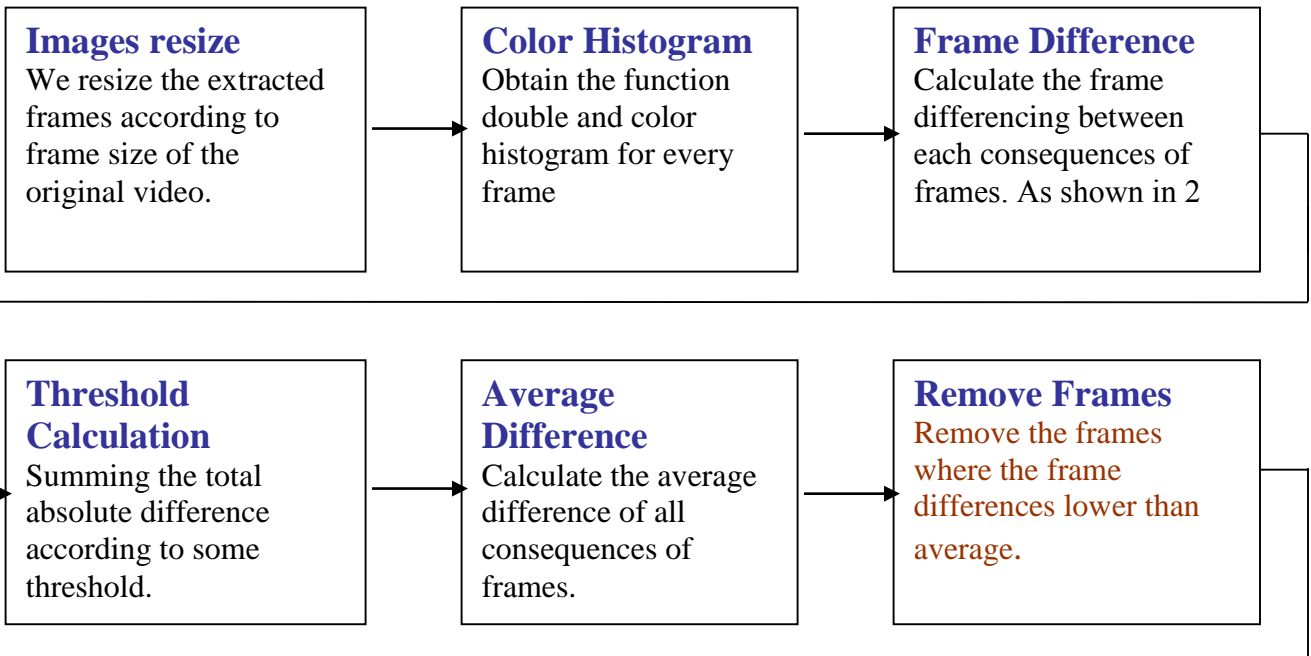 Images resize
We resize the extracted
frames according to
frame size of the
original video.
Color Histogram
Obtain the function
double and color
histogram for every
frame
Frame Difference
Calculate the frame
differencing between
each consequences of
frames. As shown in 2
Threshold
Calculation
Summing the total
absolute difference
according to some
threshold.
Average
Difference
Calculate the average
difference of all
consequences of
frames.
Remove Frames
Remove the frames
where the frame
differences lower than
average.